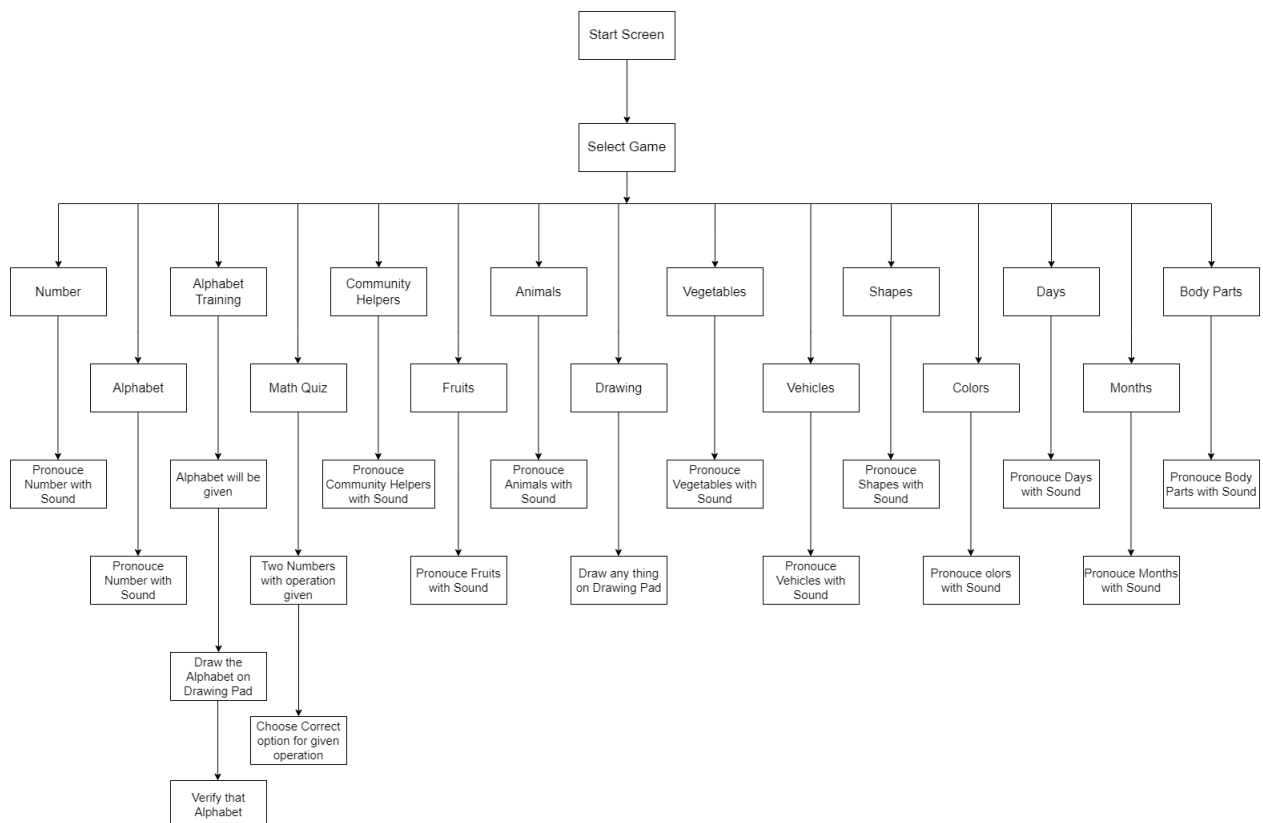 Start Screen
Select Game
Number
Alphabet
Training
Community
Helpers
Animals
Vegetables
Shapes
Days
Body Parts
Alphabet
Math Quiz
Fruits
Drawing
Vehicles
Colors
Months
Pronouce
Number with
Sound
Alphabet will be
given
Pronouce
Community Helpers
with Sound
Pronouce
Animals with
Sound
Pronouce
Vegetables with
Sound
Pronouce
Shapes with
Sound
Pronouce Days
with Sound
Pronouce Body
Parts with Sound
Pronouce
Number with
Sound
Two Numbers
with operation
given
Pronouce Fruits
with Sound
Draw any thing
on Drawing Pad
Pronouce
Vehicles with
Sound
Pronouce olors
with Sound
Pronouce Months
with Sound
Draw the
Alphabet on
Drawing Pad
Choose Correct
option for given
operation
Verify that
Alphabet